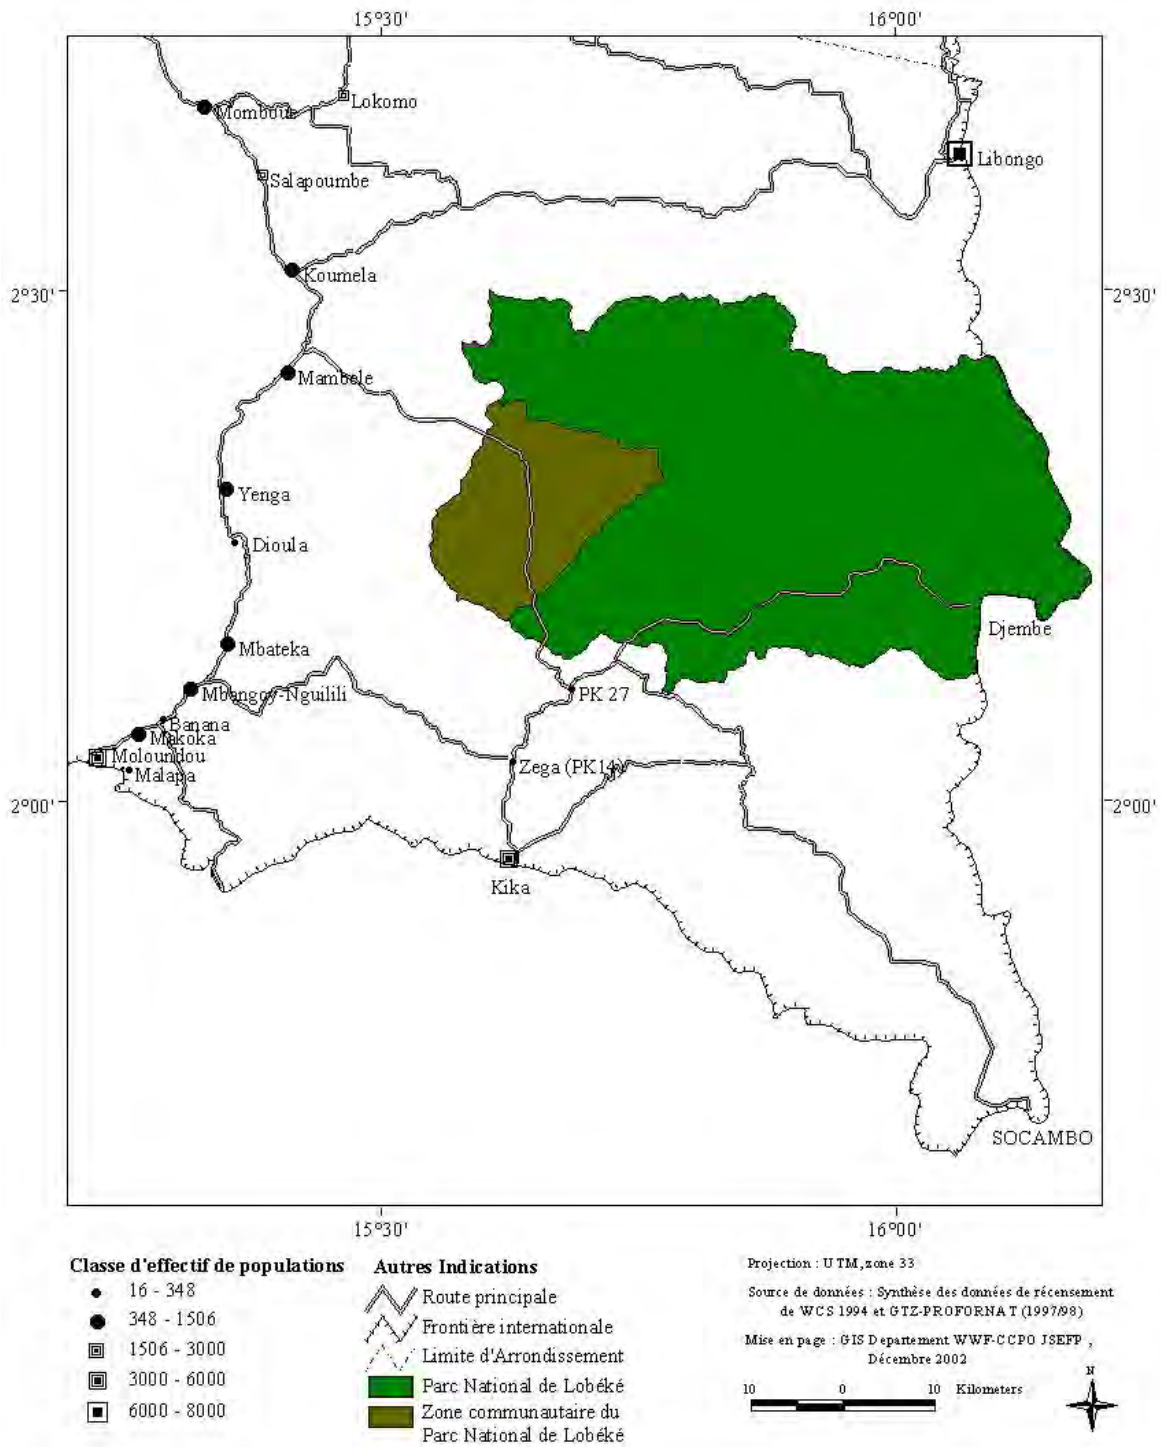 15°30' 16°00'
Lokomo
Momboue
Libongo
Salapoumbe
Koumela
2°30' 2°30'
Mambele
Yenga
Dioula
Djembe
Mbateka
Mbangoy-Nguilili
PK 27
Banana
Makoka
Moloundou
Zega (PK14)
Malapa
2°00' 2°00'
Kika
SOCAMBO
15°30' 16°00'
Classe d'effectif de populations
16 - 348
348 - 1506
1506 - 3000
3000 - 6000
6000 - 8000
Autres Indications
Route principale
Frontière internationale
Limite d'Arrondissement
Parc National de Lobéké
Zone communautaire du
Parc National de Lobéké
Projection : UTM, zone 33
Source de données : Synthèse des données de récensement
de WCS 1994 et GTZ-PROFORNAT (1997/98)
Mise en page : GIS Departement WWF-CCPO JSEFP ,
Décembre 2002
N
10 0 10 Kilometers